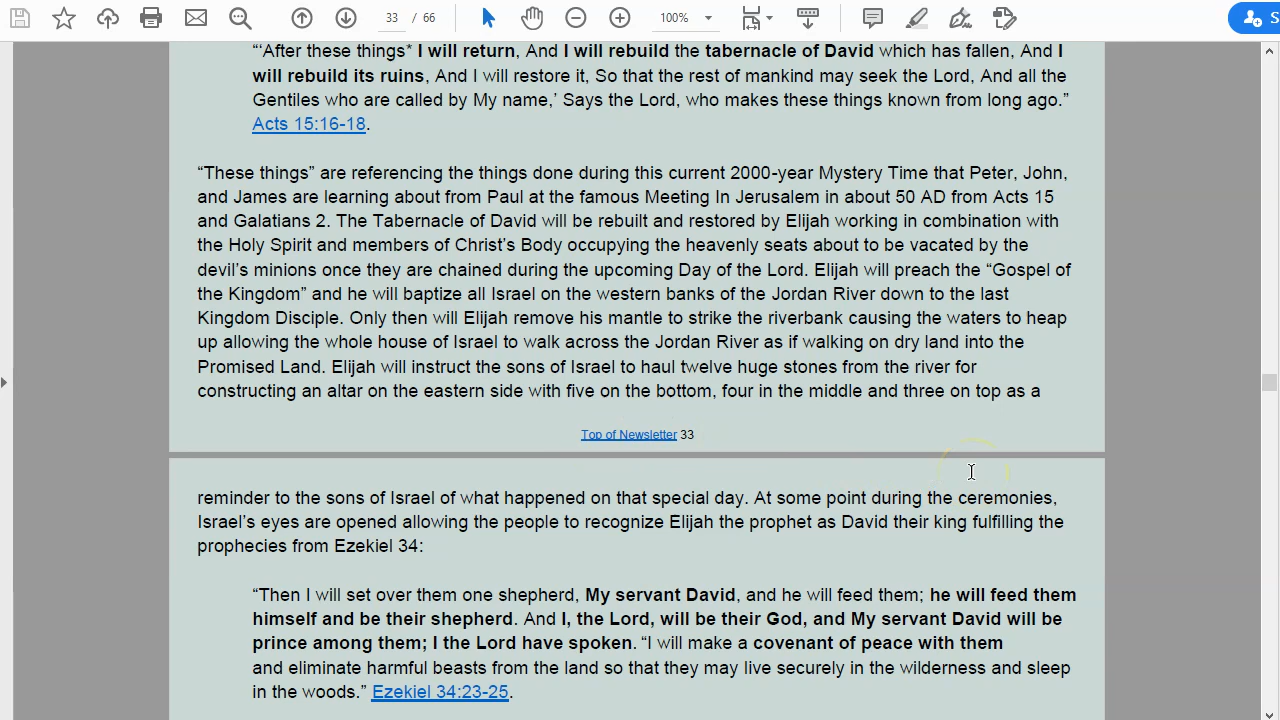 33 / 66
100%
S
“‘After these things* I will return, And I will rebuild the tabernacle of David which has fallen, And I
will rebuild its ruins, And I will restore it, So that the rest of mankind may seek the Lord, And all the
Gentiles who are called by My name,’ Says the Lord, who makes these things known from long ago.”
Acts 15:16-18.
“These things” are referencing the things done during this current 2000-year Mystery Time that Peter, John,
and James are learning about from Paul at the famous Meeting In Jerusalem in about 50 AD from Acts 15
and Galatians 2. The Tabernacle of David will be rebuilt and restored by Elijah working in combination with
the Holy Spirit and members of Christ’s Body occupying the heavenly seats about to be vacated by the
devil’s minions once they are chained during the upcoming Day of the Lord. Elijah will preach the “Gospel of
the Kingdom” and he will baptize all Israel on the western banks of the Jordan River down to the last
Kingdom Disciple. Only then will Elijah remove his mantle to strike the riverbank causing the waters to heap
up allowing the whole house of Israel to walk across the Jordan River as if walking on dry land into the
Promised Land. Elijah will instruct the sons of Israel to haul twelve huge stones from the river for
constructing an altar on the eastern side with five on the bottom, four in the middle and three on top as a
Top of Newsletter 33
reminder to the sons of Israel of what happened on that special day. At some point during the ceremonies,
Israel’s eyes are opened allowing the people to recognize Elijah the prophet as David their king fulfilling the
prophecies from Ezekiel 34:
“Then I will set over them one shepherd, My servant David, and he will feed them; he will feed them
himself and be their shepherd. And I, the Lord, will be their God, and My servant David will be
prince among them; I the Lord have spoken. “I will make a covenant of peace with them
and eliminate harmful beasts from the land so that they may live securely in the wilderness and sleep
in the woods.” Ezekiel 34:23-25.